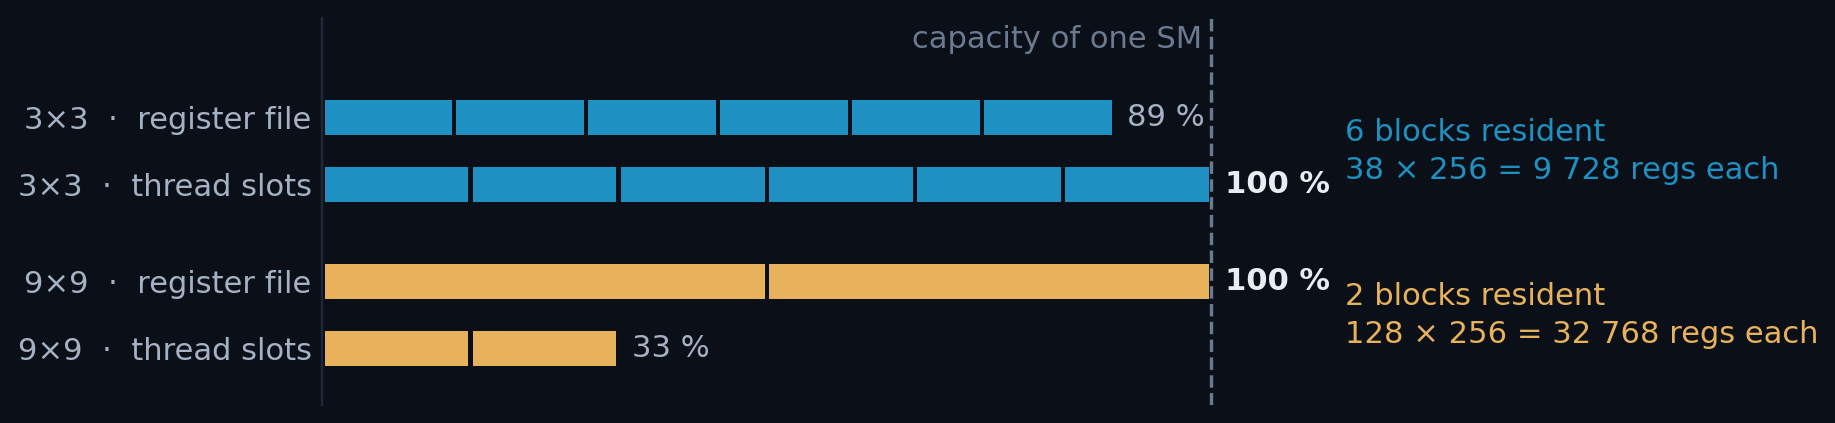 capacity of one SM
3×3 · register file
89 %
3×3 · thread slots
100 %
6 blocks resident
38 × 256 = 9 728 regs each
9×9 · register file
100 %
9×9 · thread slots
33 %
2 blocks resident
128 × 256 = 32 768 regs each